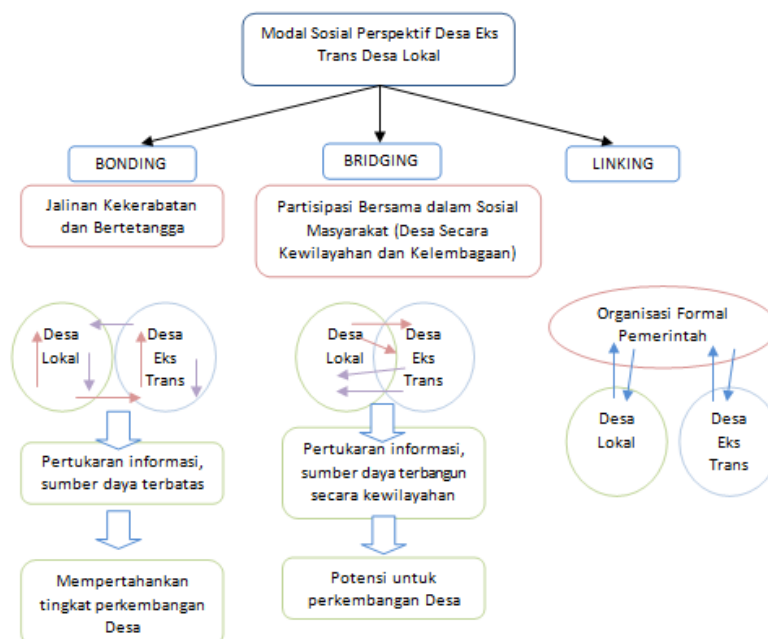 Modal Sosial Perspektif Desa Eks
Trans Desa Lokal
BONDING
BRIDGING
LINKING
Jalinan Kekerabatan
dan Bertetangga
Partisipasi Bersama dalam Sosial
Masyarakat (Desa Secara
Kewilayahan dan Kelembagaan)
Desa
Lokal
Desa
Eks
Trans
Desa
Lokal
Desa
Eks
Trans
Organisasi Formal
Pemerintah
Desa
Lokal
Desa
Eks
Trans
Pertukaran informasi,
sumber daya terbatas
Pertukaran informasi,
sumber daya terbangun
secara kewilayahan
Mempertahankan
tingkat perkembangan
Desa
Potensi untuk
perkembangan Desa